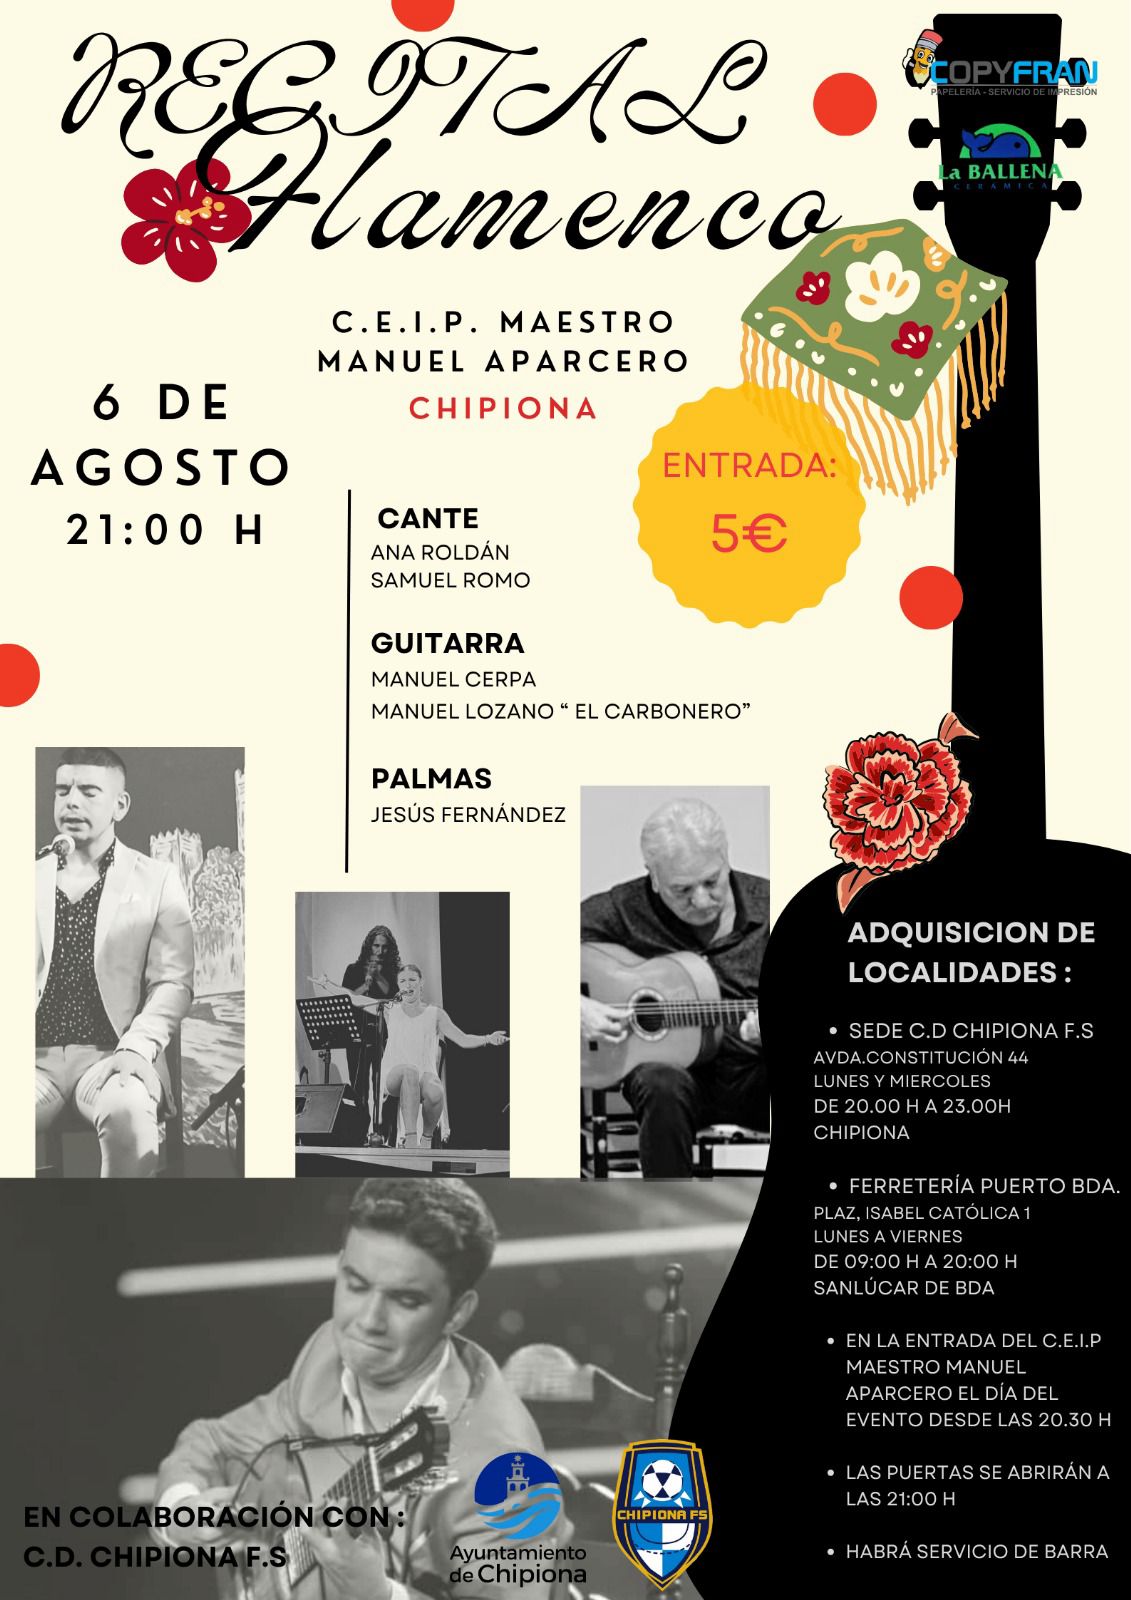 RECITAL
Flamenco
COPYFRAN
PAPELERÍA - SERVICIO DE IMPRESIÓN
La BALLENA
CERAMICA
C.E.I.P. MAESTRO
MANUEL APARCERO
CHIPIONA
6 DE
AGOSTO
21:00 H
ENTRADA:
5€
CANTE
ANA ROLDÁN
SAMUEL ROMO
GUITARRA
MANUEL CERPA
MANUEL LOZANO “ EL CARBONERO”
PALMAS
JESÚS FERNÁNDEZ
ADQUISICION DE
LOCALIDADES :
• SEDE C.D CHIPIONA F.S
AVDA.CONSTITUCIÓN 44
LUNES Y MIERCOLES
DE 20.00 H A 23.00H
CHIPIONA
• FERRETERÍA PUERTO BDA.
PLAZ, ISABEL CATÓLICA 1
LUNES A VIERNES
DE 09:00 H A 20:00 H
SANLÚCAR DE BDA
• EN LA ENTRADA DEL C.E.I.P
MAESTRO MANUEL
APARCERO EL DÍA DEL
EVENTO DESDE LAS 20.30 H
• LAS PUERTAS SE ABRIRÁN A
LAS 21:00 H
• HABRÁ SERVICIO DE BARRA
EN COLABORACIÓN CON :
C.D. CHIPIONA F.S
Ayuntamiento
de Chipiona
CHIPIONA FS